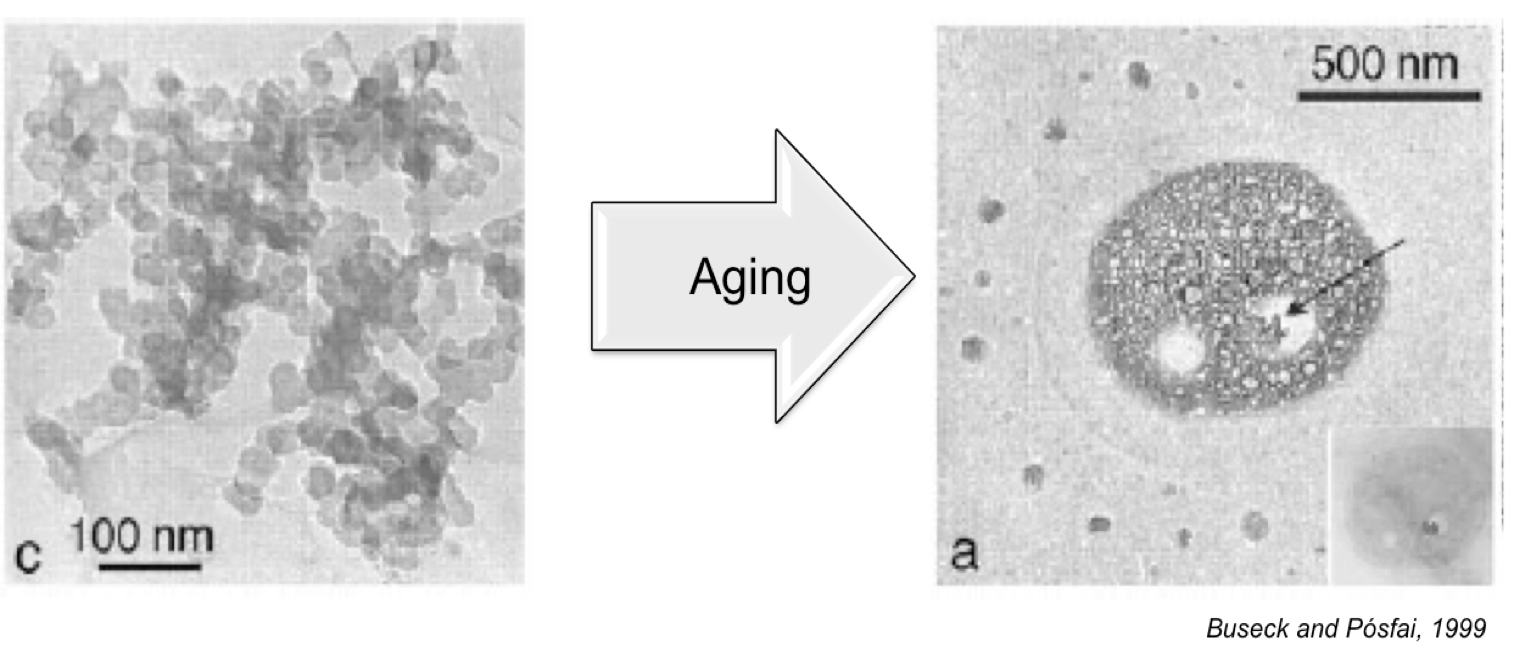 500 nm
Aging
100 nm
c
a
Buseck and Pósfai, 1999